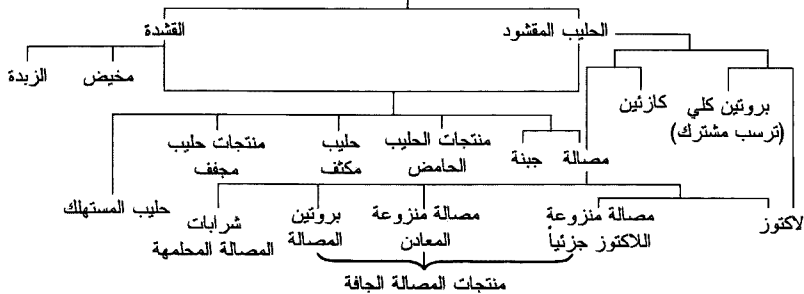 الحليب المقشود
القشدة
بروتين كلي
(ترسب مشترك)
كازئين
مخيض
الزبدة
مصالة
جبنة
منتجات الحليب
الحامض
حليب
مكثف
منتجات حليب
مجفف
حليب المستهلك
لاكتوز
مصالة منزوعة
اللاكتوز جزئياً
مصالة منزوعة
المعادن
بروتين
المصالة
شرابات
المصالة المحلمهة
منتجات المصالة الجافة